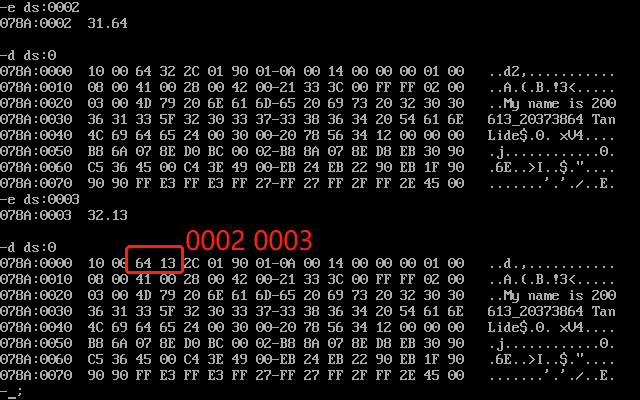 -e ds:0002
078A:0002  31.64
-d ds:0
078A:0000  10 00 64 32 2C 01 90 01-0A 00 14 00 00 00 01 00   ..d2,...........
078A:0010  08 00 41 00 28 00 42 00-21 33 3C 00 FF FF 02 00   ..A.(.B.!3<.....
078A:0020  03 00 4D 79 20 6E 61 6D-65 20 69 73 20 32 30 30   ..My name is 200
078A:0030  36 31 33 5F 32 30 33 37-33 38 36 34 20 54 61 6E   613_20373864 Tan
078A:0040  4C 69 64 65 24 00 30 00-20 78 56 34 12 00 00 00   Lide$.0. xV4....
078A:0050  B8 6A 07 8E D0 BC 00 02-B8 8A 07 8E D8 EB 30 90   .j............0.
078A:0060  C5 36 45 00 C4 3E 49 00-EB 24 EB 22 90 EB 1F 90   .6E..>I..$."....
078A:0070  90 90 FF E3 FF E3 FF 27-FF 27 FF 2F FF 2E 45 00   .......'.'./..E.
-e ds:0003
078A:0003  32.13
0002 0003
-d ds:0
078A:0000  10 00 64 13 2C 01 90 01-0A 00 14 00 00 00 01 00   ..d.,...........
078A:0010  08 00 41 00 28 00 42 00-21 33 3C 00 FF FF 02 00   ..A.(.B.!3<.....
078A:0020  03 00 4D 79 20 6E 61 6D-65 20 69 73 20 32 30 30   ..My name is 200
078A:0030  36 31 33 5F 32 30 33 37-33 38 36 34 20 54 61 6E   613_20373864 Tan
078A:0040  4C 69 64 65 24 00 30 00-20 78 56 34 12 00 00 00   Lide$.0. xV4....
078A:0050  B8 6A 07 8E D0 BC 00 02-B8 8A 07 8E D8 EB 30 90   .j............0.
078A:0060  C5 36 45 00 C4 3E 49 00-EB 24 EB 22 90 EB 1F 90   .6E..>I..$."....
078A:0070  90 90 FF E3 FF E3 FF 27-FF 27 FF 2F FF 2E 45 00   .......'.'./..E.
-_;